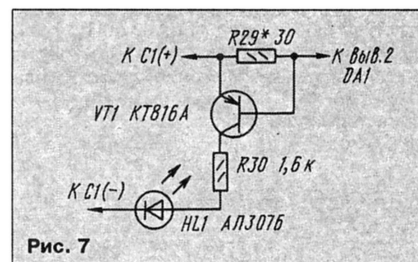 R29* 30
К С1(+)
К Выв.2
DA1
VT1 КТ816А
R30 1,6 к
К С1(-)
HL1 АЛ307Б
Рис. 7